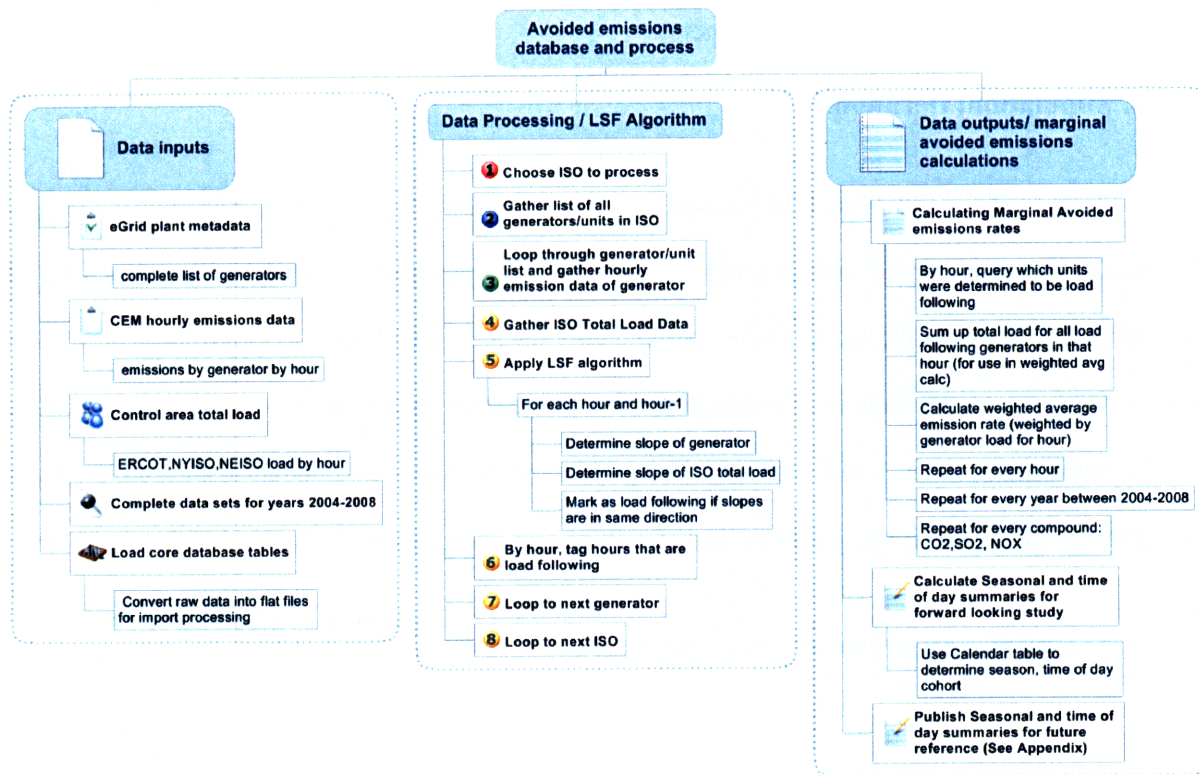 Avoided emissions
database and process
Data inputs
eGrid plant metadata
complete list of generators
CEM hourly emissions data
emissions by generator by hour
Control area total load
ERCOT,NYISO,NEISO load by hour
Complete data sets for years 2004-2008
Load core database tables
Convert raw data into flat files
for import processing
Data Processing / LSF Algorithm
1 Choose ISO to process
2 Gather list of all
generators/units in ISO
Loop through generator/unit
3 list and gather hourly
emission data of generator
4 Gather ISO Total Load Data
5 Apply LSF algorithm
For each hour and hour-1
Determine slope of generator
Determine slope of ISO total load
Mark as load following if slopes
are in same direction
6 By hour, tag hours that are
load following
7 Loop to next generator
8 Loop to next ISO
Data outputs/ marginal
avoided emissions
calculations
Calculating Marginal Avoided
emissions rates
By hour, query which units
were determined to be load
following
Sum up total load for all load
following generators in that
hour (for use in weighted avg
calc)
Calculate weighted average
emission rate (weighted by
generator load for hour)
Repeat for every hour
Repeat for every year between 2004-2008
Repeat for every compound:
CO2,SO2, NOX
Calculate Seasonal and time
of day summaries for
forward looking study
Use Calendar table to
determine season, time of day
cohort
Publish Seasonal and time of
day summaries for future
reference (See Appendix)